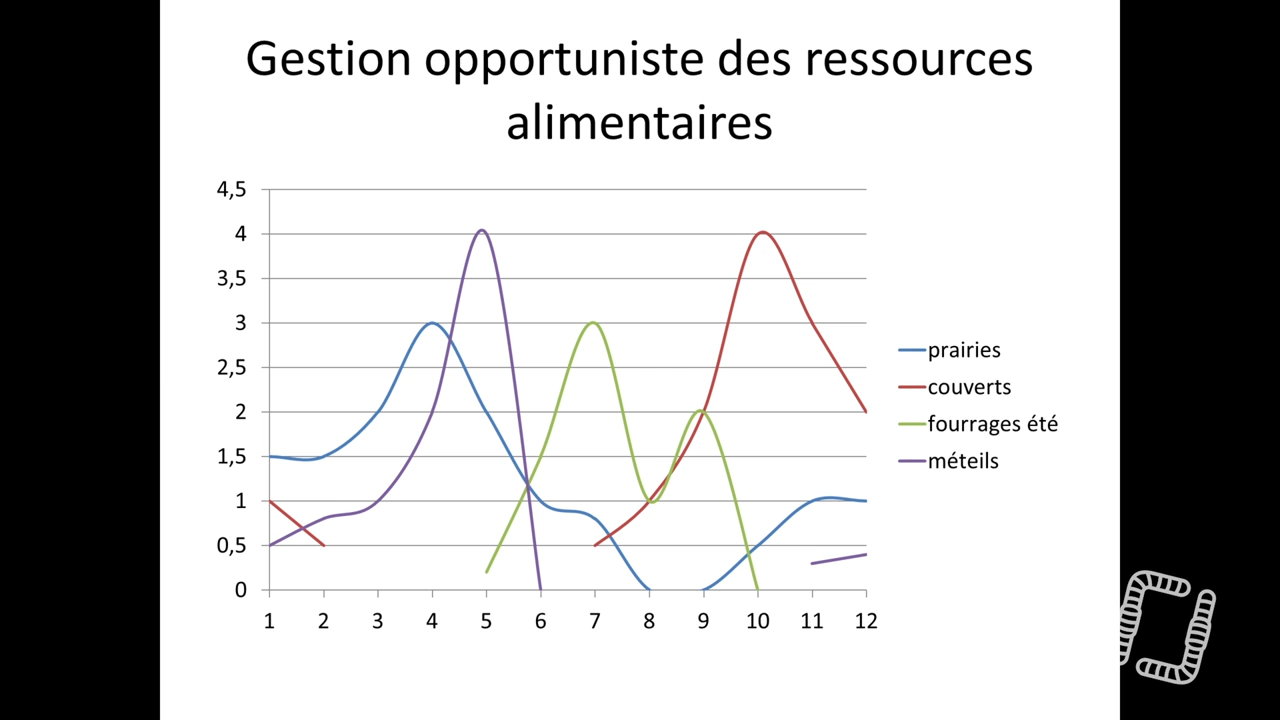 Gestion opportuniste des ressources
alimentaires
4,5
4
3,5
3
2,5
2
1,5
1
0,5
0
1 2 3 4 5 6 7 8 9 10 11 12
prairies
couverts
fourrages été
méteils